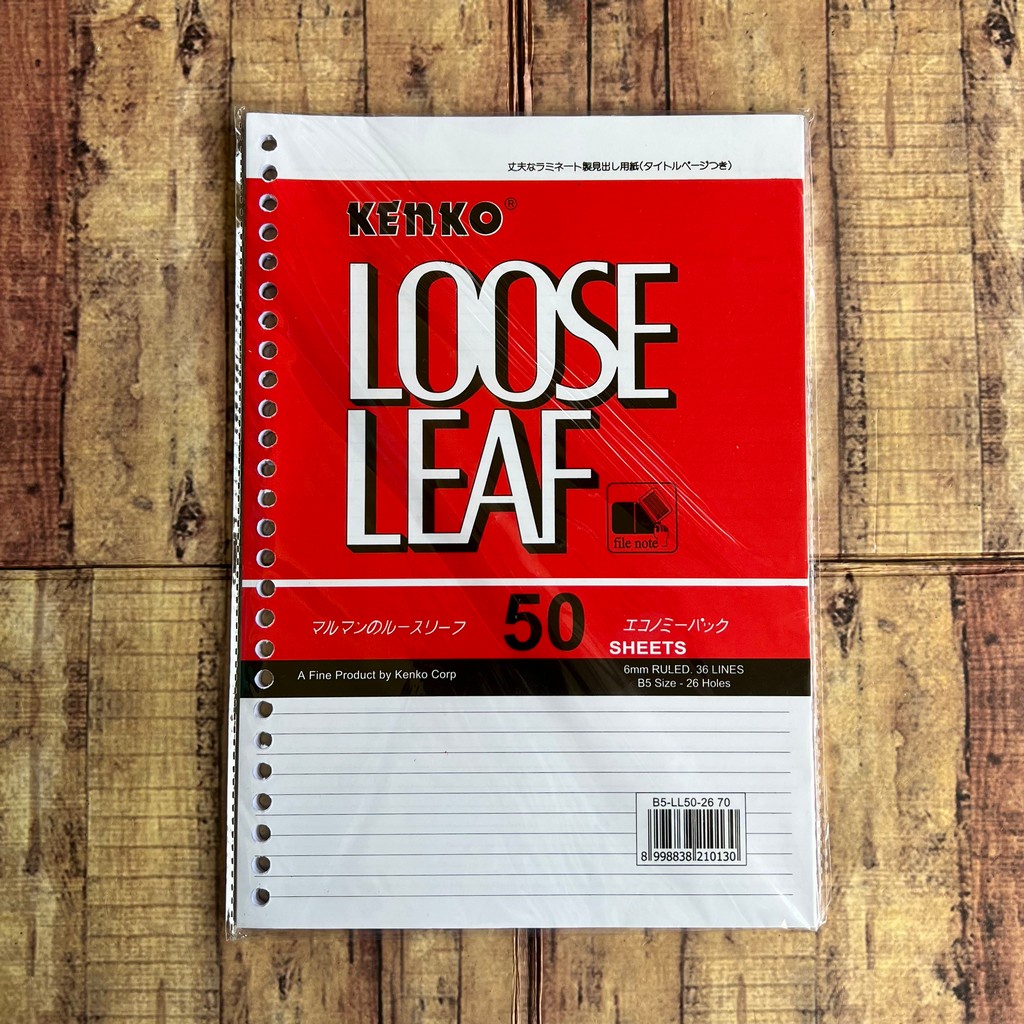 丈夫なラミネート製見出し用紙(タイトルページつき)
KENKO®
LOOSE
LEAF
file note
マルマンのルースリーフ
50
エコノミーパック
SHEETS
6mm RULED. 36 LINES
A Fine Product by Kenko Corp
B5 Size - 26 Holes
B5-LL50-26 70
8 998838 210130